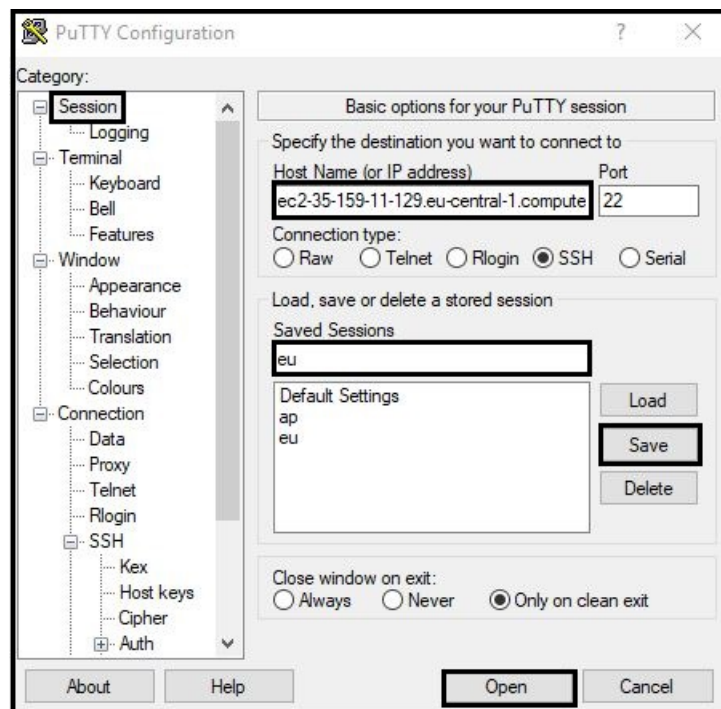 PuTTY Configuration
Category:
Session
Logging
Terminal
Keyboard
Bell
Features
Window
Appearance
Behaviour
Translation
Selection
Colours
Connection
Data
Proxy
Telnet
Rlogin
SSH
Kex
Host keys
Cipher
Auth
Basic options for your PuTTY session
Specify the destination you want to connect to
Host Name (or IP address) Port
ec2-35-159-11-129.eu-central-1.compute 22
Connection type:
Raw Telnet Rlogin SSH Serial
Load, save or delete a stored session
Saved Sessions
eu
Default Settings
ap
eu
Load
Save
Delete
Close window on exit:
Always Never Only on clean exit
About Help Open Cancel